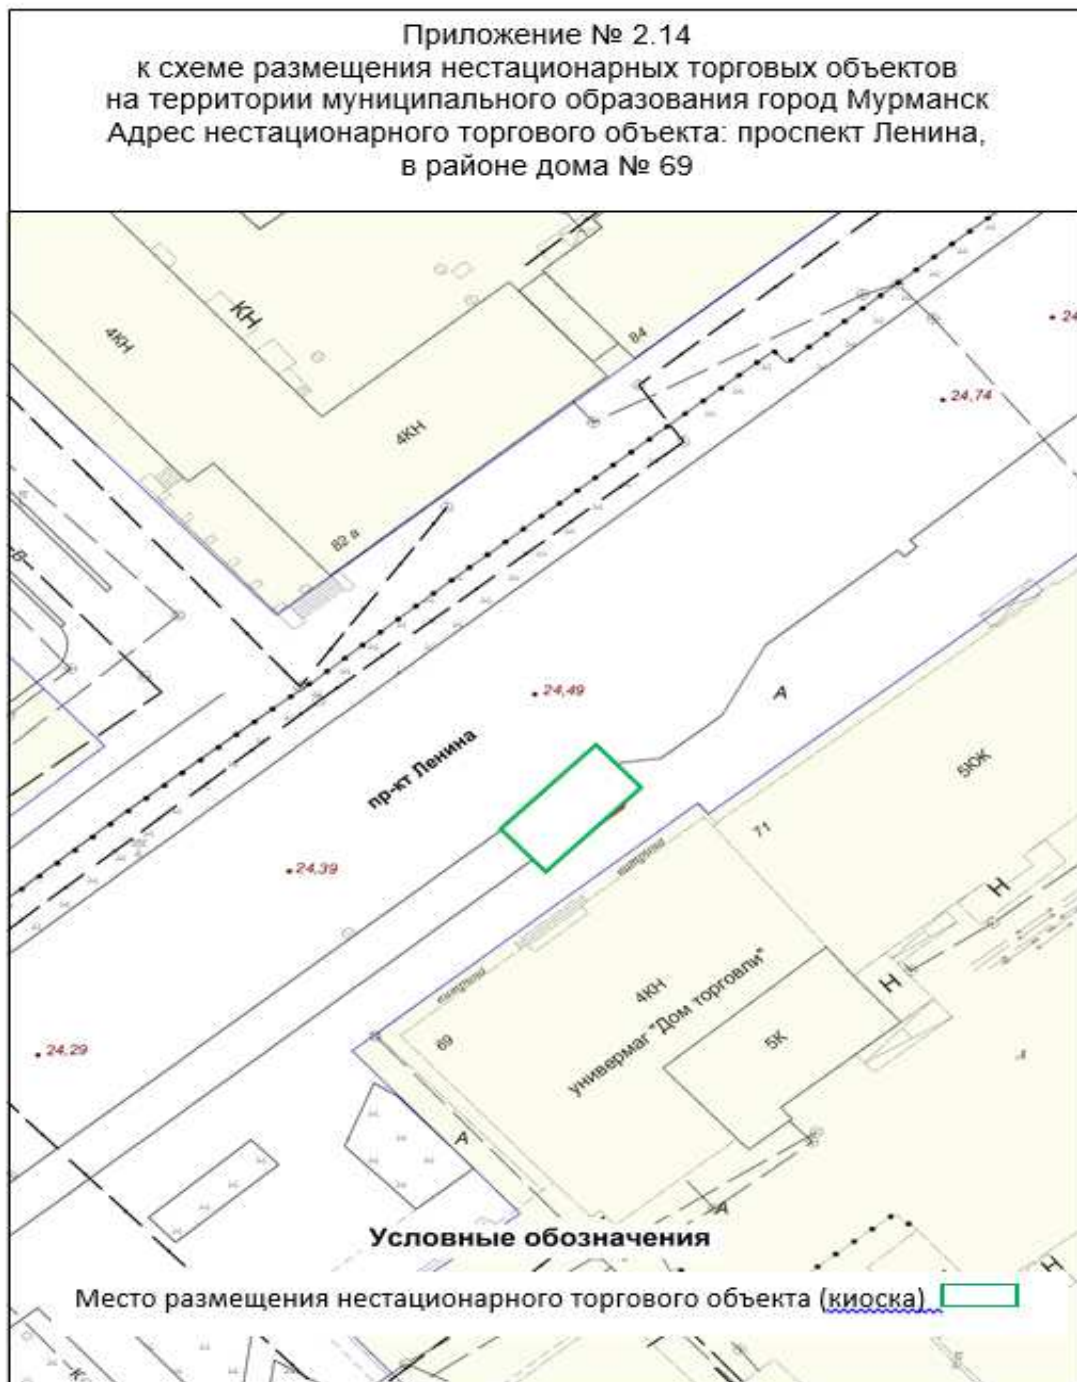 Приложение № 2.14
к схеме размещения нестационарных торговых объектов
на территории муниципального образования город Мурманск
Адрес нестационарного торгового объекта: проспект Ленина,
в районе дома № 69
КН
4КН
84
24,74
4КН
82 а
В
24,49
А
пр-кт Ленина
5ЮК
71
24,39
витрина
Н
4КН
универмаг "Дом торговли"
Н
витрина
5К
69
24,29
А
А
Условные обозначения
Н
Место размещения нестационарного торгового объекта (киоска)